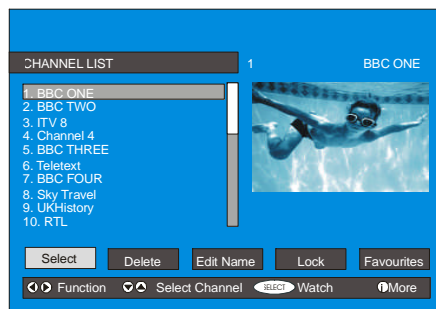 CHANNEL LIST
1 BBC ONE
1. BBC ONE
2. BBC TWO
3. ITV 8
4. Channel 4
5. BBC THREE
6. Teletext
7. BBC FOUR
8. Sky Travel
9. UKHistory
10. RTL
Select Delete Edit Name Lock Favourites
Function Select Channel SELECT Watch i More